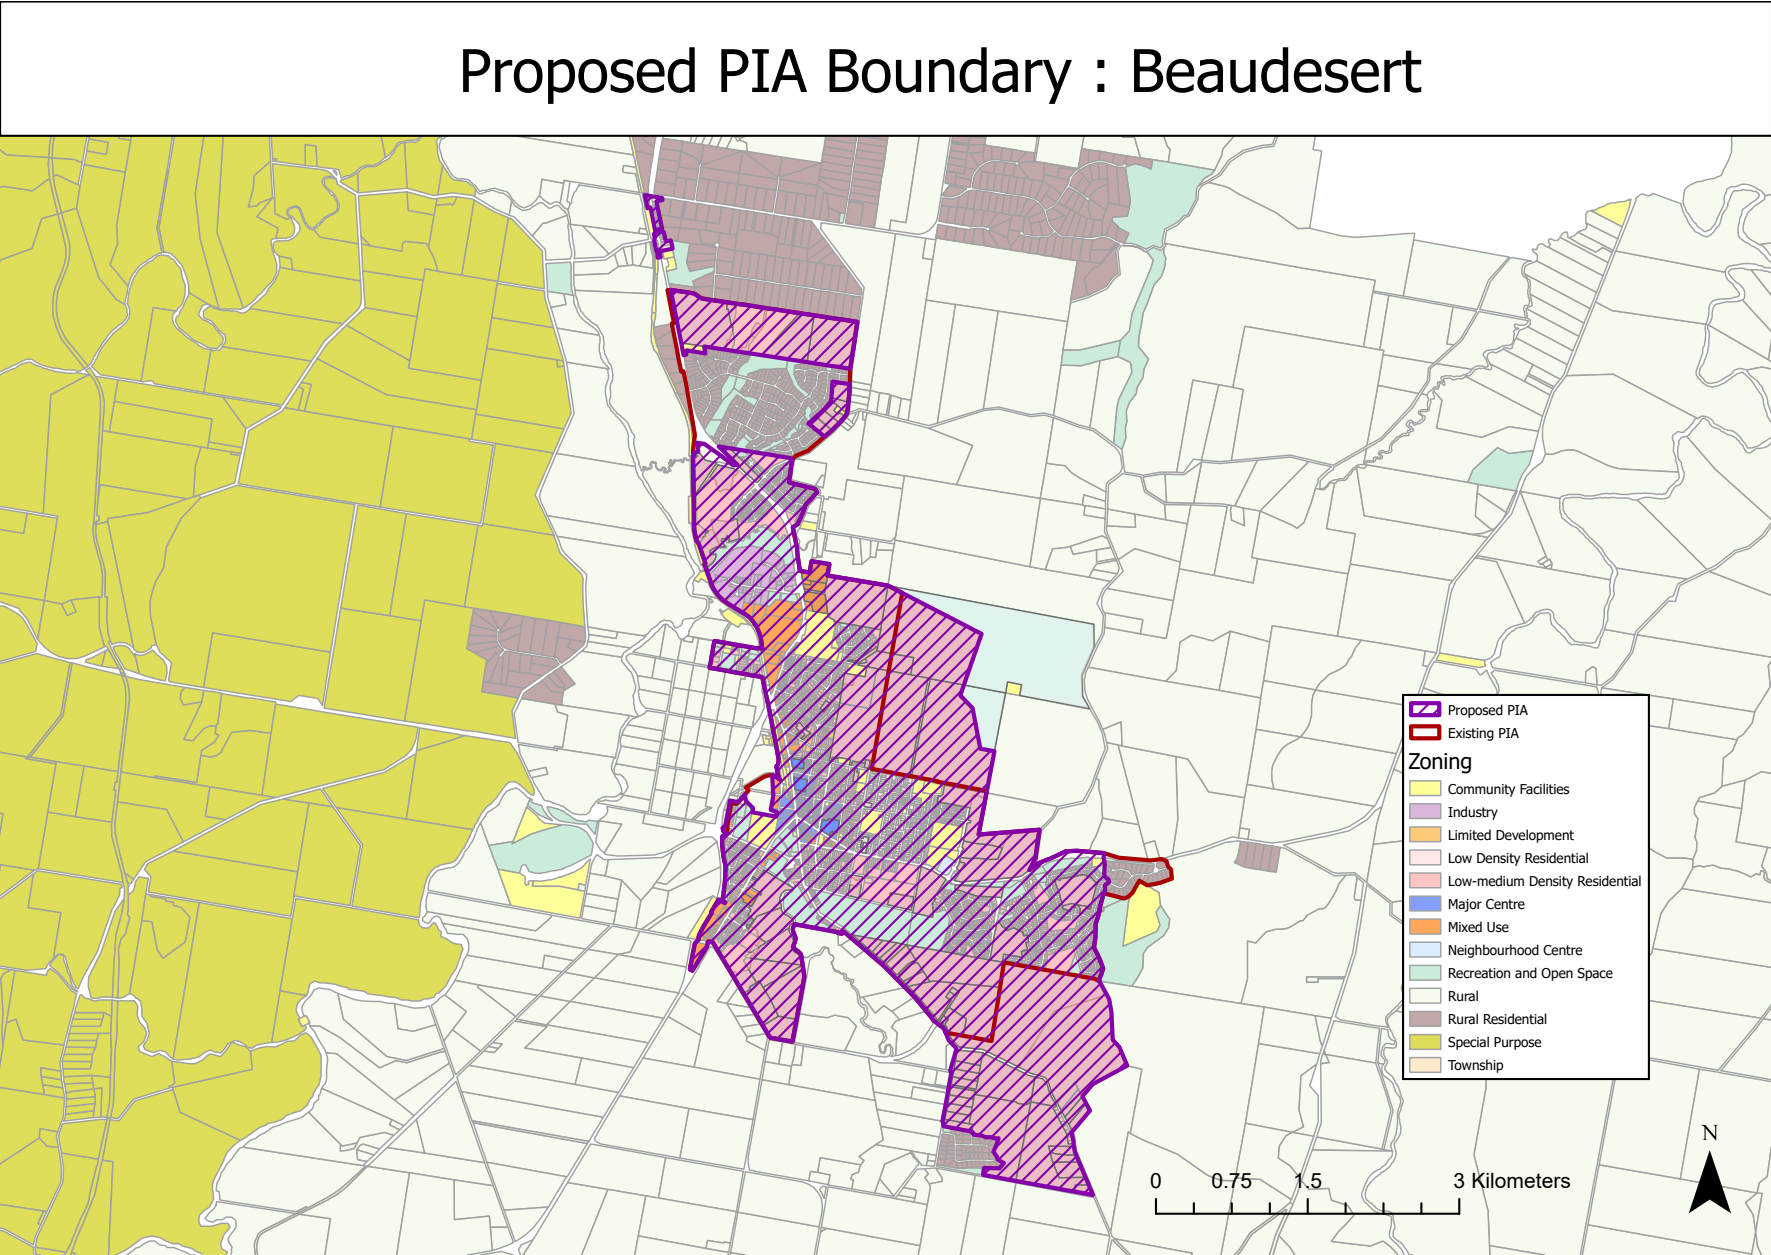 Proposed PIA Boundary : Beaudesert
Proposed PIA
Existing PIA
Zoning
Community Facilities
Industry
Limited Development
Low Density Residential
Low-medium Density Residential
Major Centre
Mixed Use
Neighbourhood Centre
Recreation and Open Space
Rural
Rural Residential
Special Purpose
Township
N
0 0.75 1.5 3 Kilometers